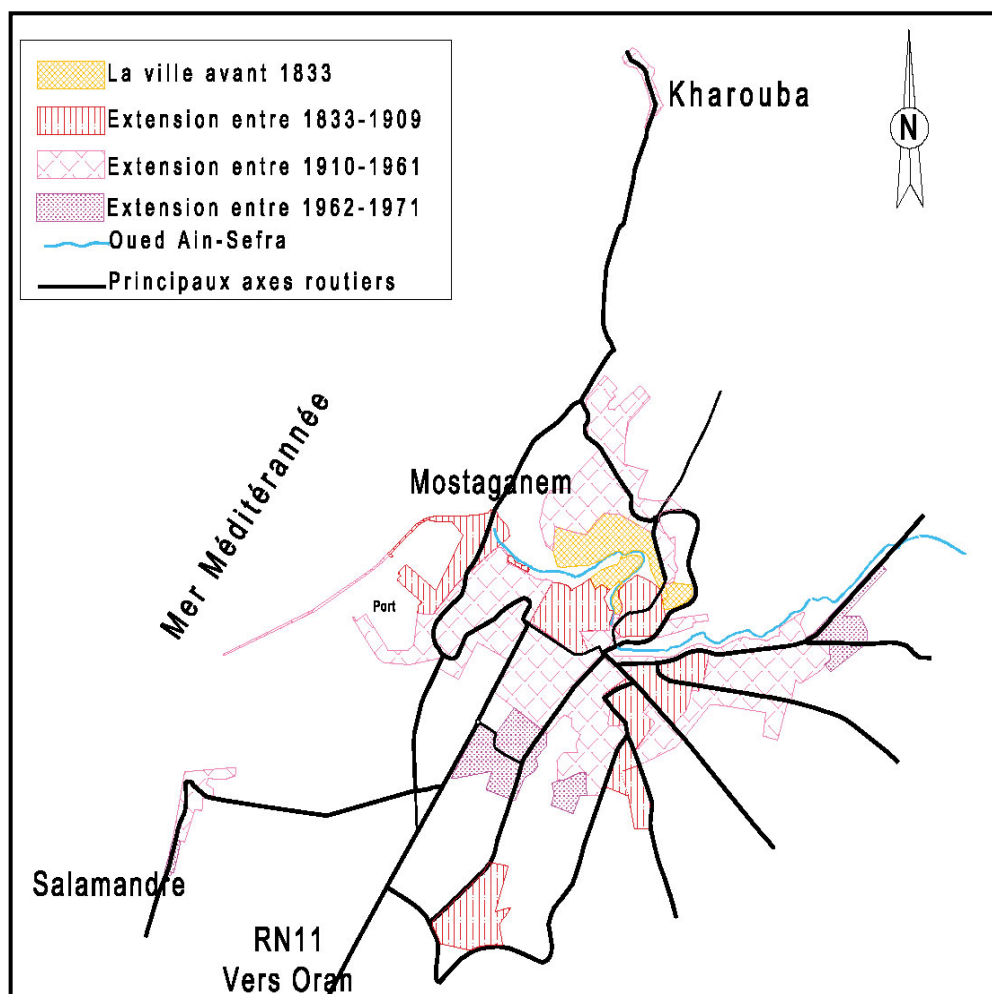 La ville avant 1833
Extension entre 1833-1909
Extension entre 1910-1961
Extension entre 1962-1971
Oued Ain-Sefra
Principaux axes routiers
Kharouba
N
Mer Méditérannée
Mostaganem
Port
Salamandre
RN11
Vers Oran